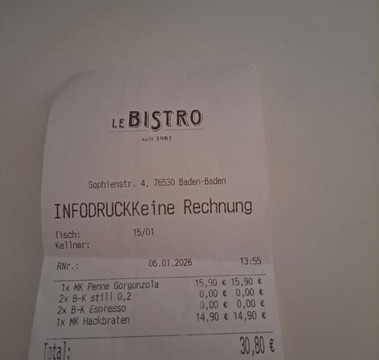 LE BISTRO
seit 1981
Sophienstr. 4, 76530 Baden-Baden
INFODRUCKKeine Rechnung
Tisch: 15/01
Kellner:
RNr.: 06.01.2026 13:55
1x MK Penne Gorgonzola 15,90 € 15,90 €
2x B-K still 0,2 0,00 € 0,00 €
2x B-K Espresso 0,00 € 0,00 €
1x MK Hackbraten 14,90 € 14,90 €
Total: 30,80 €